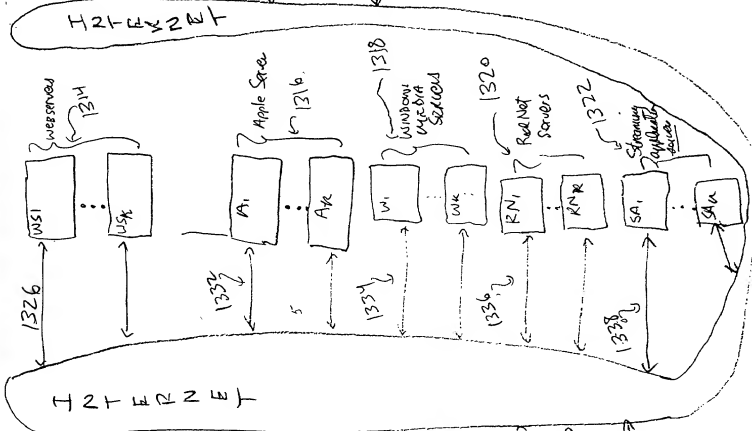 INTERNET
Webservers
1314
WS1
WSK
1326
Apple Server
1316
A1
AK
1332
1318
WINDOWS
MEDIA
Servers
W1
WK
1334
1320
Real Net
Servers
RN1
RNK
1336
1322
Streaming
application
server
SA1
SAK
1338
INTERNET